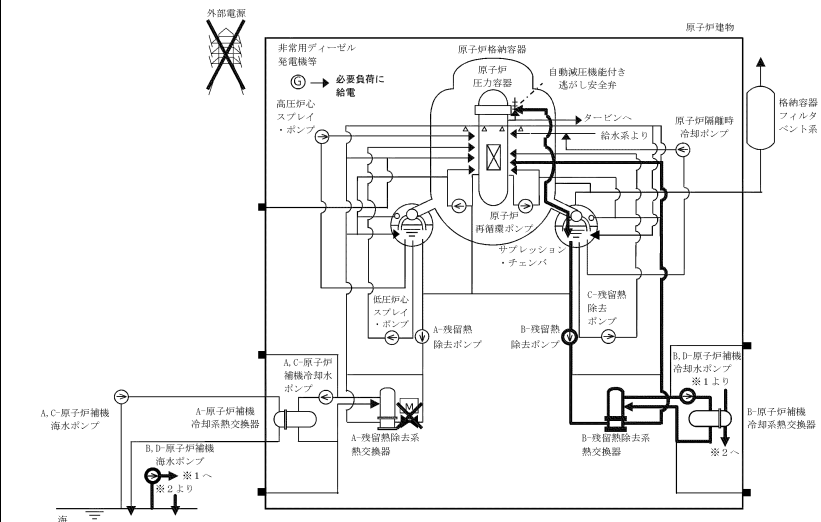 外部電源
原子炉建物
非常用ディーゼル
発電機等
G
必要負荷に
給電
原子炉格納容器
原子炉
圧力容器
自動減圧機能付き
逃がし安全弁
高圧炉心
スプレイ
・ポンプ
タービンへ
給水系より
原子炉隔離時
冷却ポンプ
格納容器
フィルタ
ベント系
原子炉
再循環ポンプ
サプレッション
・チェンバ
低圧炉心
スプレイ
・ポンプ
A-残留熱
除去ポンプ
B-残留熱
除去ポンプ
C-残留熱
除去
ポンプ
A,C-原子炉
補機冷却水
ポンプ
B,D-原子炉補機
冷却水ポンプ
※1より
A,C-原子炉補機
海水ポンプ
A-原子炉補機
冷却系熱交換器
M
A-残留熱除去系
熱交換器
B-残留熱除去系
熱交換器
B-原子炉補機
冷却系熱交換器
※2へ
B,D-原子炉補機
海水ポンプ
※1へ
※2より
海